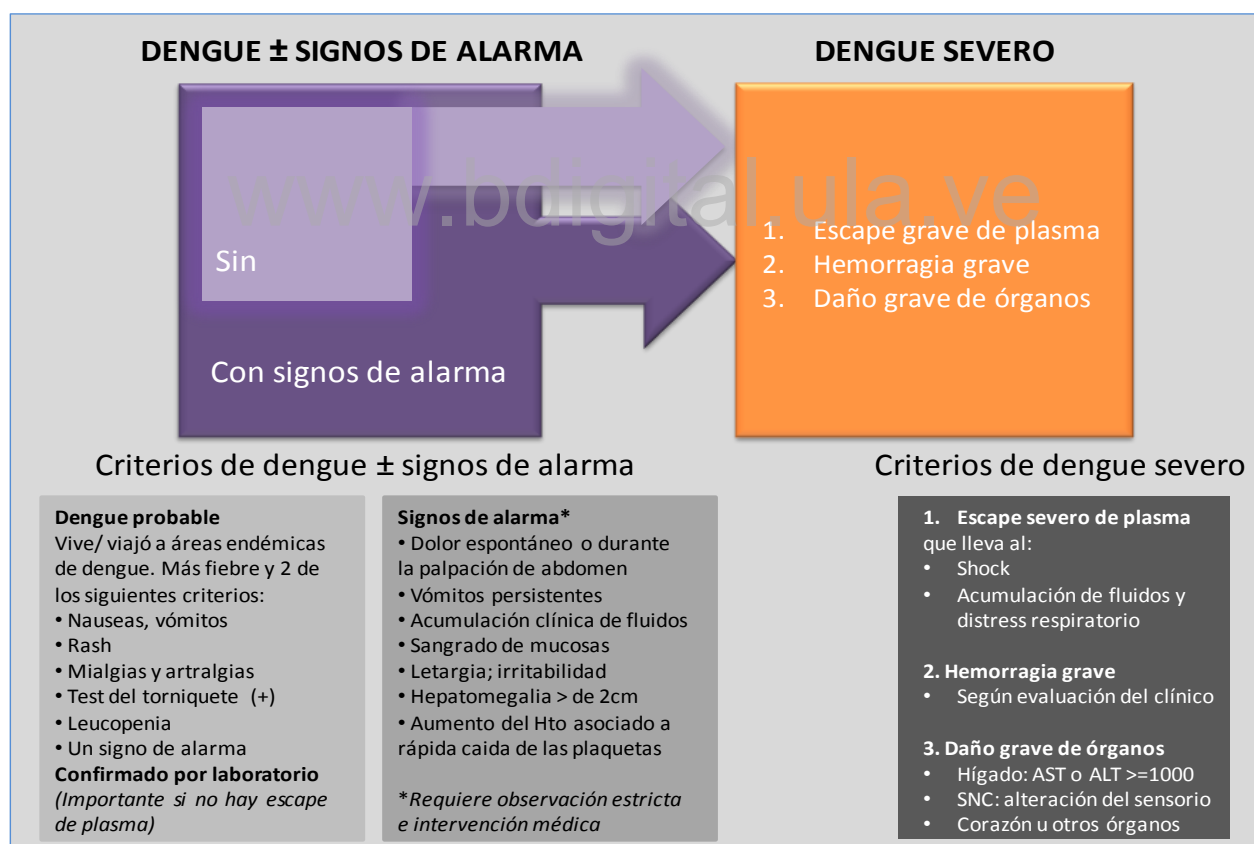 DENGUE ± SIGNOS DE ALARMA
DENGUE SEVERO
www.bdigital.ula.ve
Sin
Con signos de alarma
1. Escape grave de plasma
2. Hemorragia grave
3. Daño grave de órganos
Criterios de dengue ± signos de alarma
Criterios de dengue severo
Dengue probable
Vive/ viajó a áreas endémicas
de dengue. Más fiebre y 2 de
los siguientes criterios:
• Nauseas, vómitos
• Rash
• Mialgias y artralgias
• Test del torniquete (+)
• Leucopenia
• Un signo de alarma
Confirmado por laboratorio
(Importante si no hay escape
de plasma)
Signos de alarma*
• Dolor espontáneo o durante
la palpación de abdomen
• Vómitos persistentes
• Acumulación clínica de fluidos
• Sangrado de mucosas
• Letargia; irritabilidad
• Hepatomegalia > de 2cm
• Aumento del Hto asociado a
rápida caida de las plaquetas
*Requiere observación estricta
e intervención médica
1. Escape severo de plasma
que lleva al:
• Shock
• Acumulación de fluidos y
distress respiratorio
2. Hemorragia grave
• Según evaluación del clínico
3. Daño grave de órganos
• Hígado: AST o ALT >=1000
• SNC: alteración del sensorio
• Corazón u otros órganos